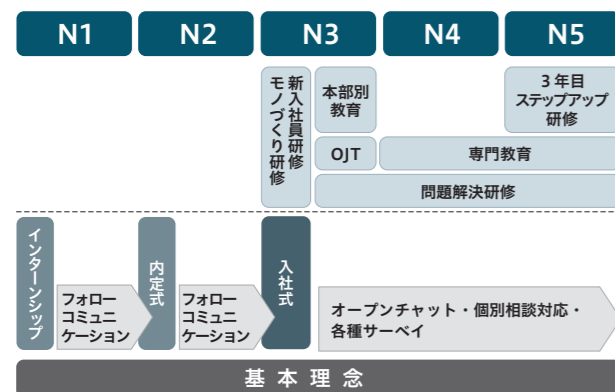 N1
N2
N3
N4
N5
新入社員研修
モノづくり研修
本部別
教育
3年目
ステップアップ
研修
OJT
専門教育
問題解決研修
インターンシップ
フォロー
コミュニ
ケーション
内定式
フォロー
コミュニ
ケーション
入社式
オープンチャット・個別相談対応・
各種サーベイ
基本理念